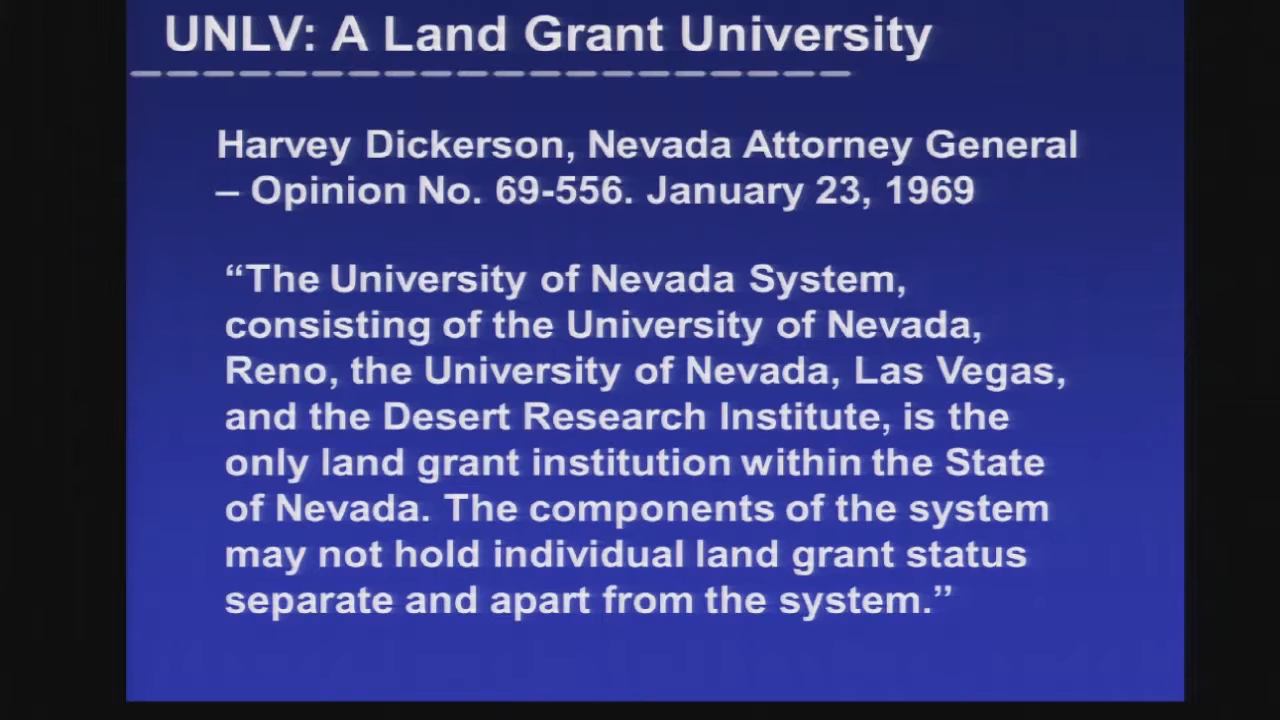 UNLV: A Land Grant University
Harvey Dickerson, Nevada Attorney General
– Opinion No. 69-556. January 23, 1969
“The University of Nevada System,
consisting of the University of Nevada,
Reno, the University of Nevada, Las Vegas,
and the Desert Research Institute, is the
only land grant institution within the State
of Nevada. The components of the system
may not hold individual land grant status
separate and apart from the system.”